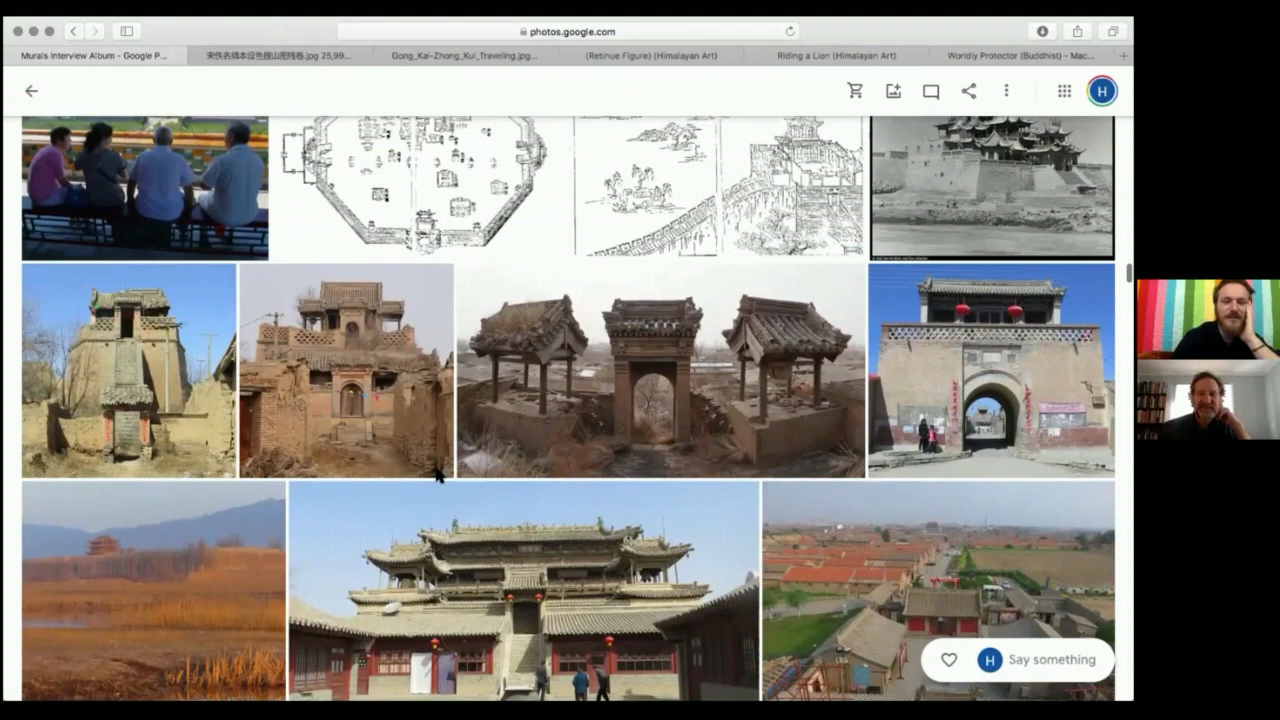 photos.google.com
Murals Interview Album - Google P...
宋佚名绢本设色搜山图残卷.jpg 25,99...
Gong_Kai-Zhong_Kui_Traveling.jpg...
(Retinue Figure) (Himalayan Art)
Riding a Lion (Himalayan Art)
Worldly Protector (Buddhist) - Mac...
H
H
Say something